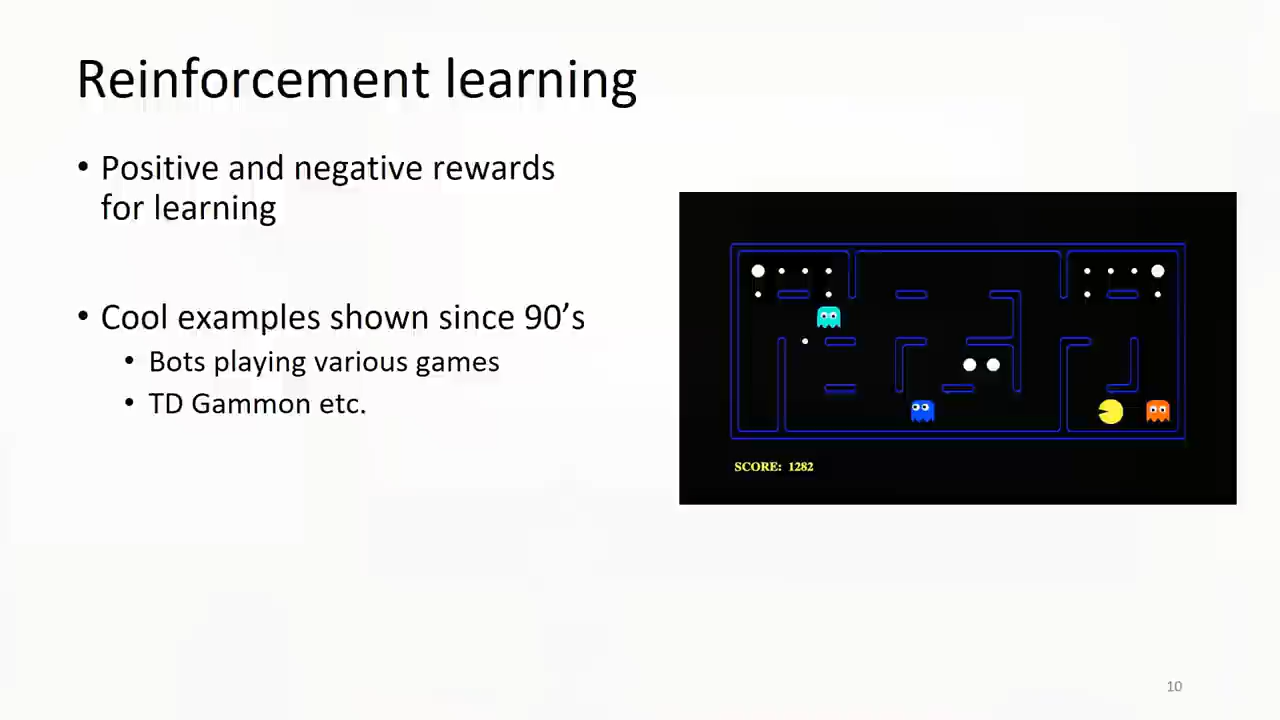 Reinforcement learning
• Positive and negative rewards
for learning
• Cool examples shown since 90’s
• Bots playing various games
• TD Gammon etc.
SCORE: 1282
10